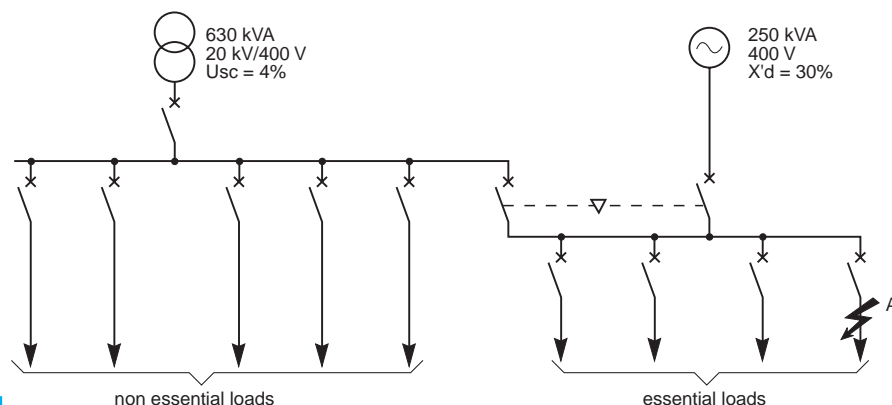 630 kVA
20 kV/400 V
Usc = 4%
250 kVA
400 V
X'd = 30%
A
non essential loads
essential loads